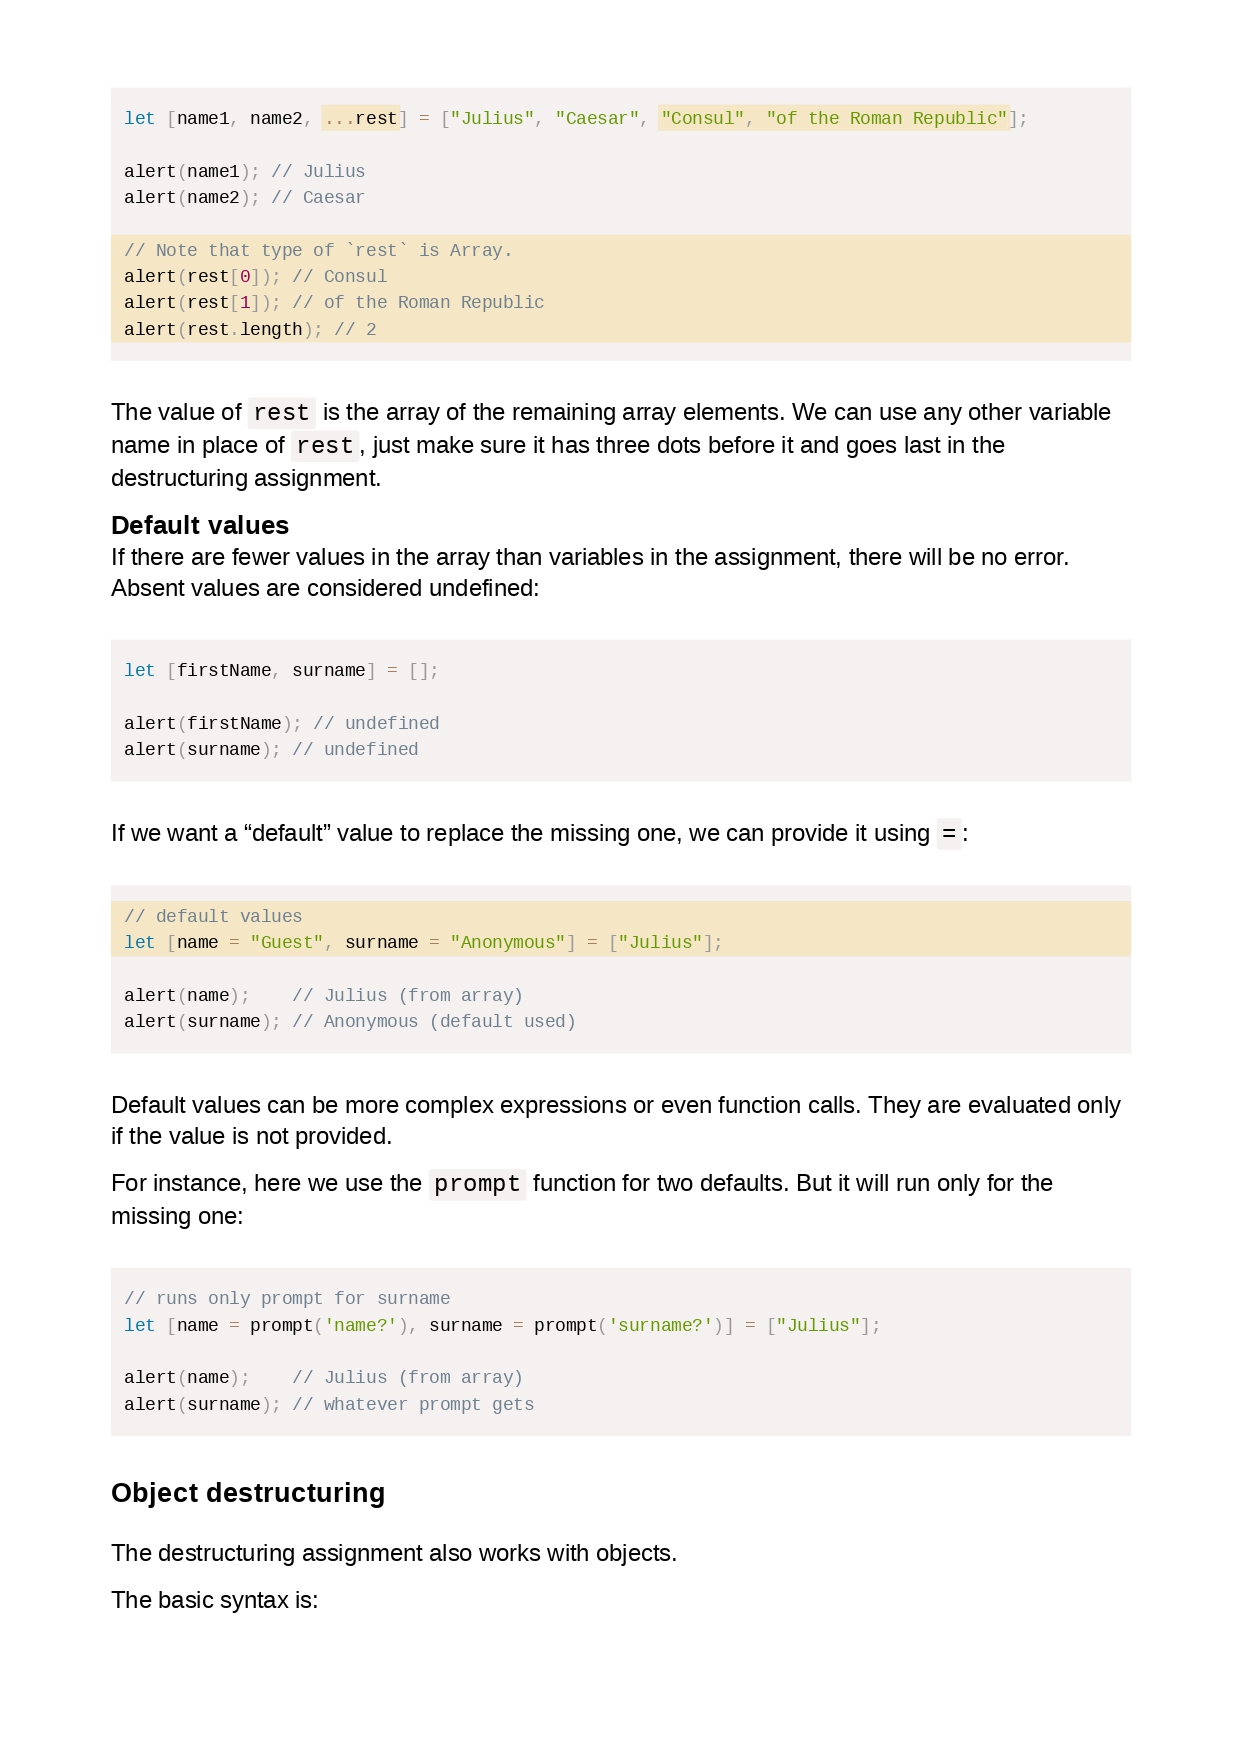 let [name1, name2, ...rest] = ["Julius", "Caesar", "Consul", "of the Roman Republic"];
alert(name1); // Julius
alert(name2); // Caesar
// Note that type of `rest` is Array.
alert(rest[0]); // Consul
alert(rest[1]); // of the Roman Republic
alert(rest.length); // 2
The value of rest is the array of the remaining array elements. We can use any other variable
name in place of rest, just make sure it has three dots before it and goes last in the
destructuring assignment.
Default values
If there are fewer values in the array than variables in the assignment, there will be no error.
Absent values are considered undefined:
let [firstName, surname] = [];
alert(firstName); // undefined
alert(surname); // undefined
If we want a “default” value to replace the missing one, we can provide it using =:
// default values
let [name = "Guest", surname = "Anonymous"] = ["Julius"];
alert(name);    // Julius (from array)
alert(surname); // Anonymous (default used)
Default values can be more complex expressions or even function calls. They are evaluated only
if the value is not provided.
For instance, here we use the prompt function for two defaults. But it will run only for the
missing one:
// runs only prompt for surname
let [name = prompt('name?'), surname = prompt('surname?')] = ["Julius"];
alert(name);    // Julius (from array)
alert(surname); // whatever prompt gets
Object destructuring
The destructuring assignment also works with objects.
The basic syntax is: